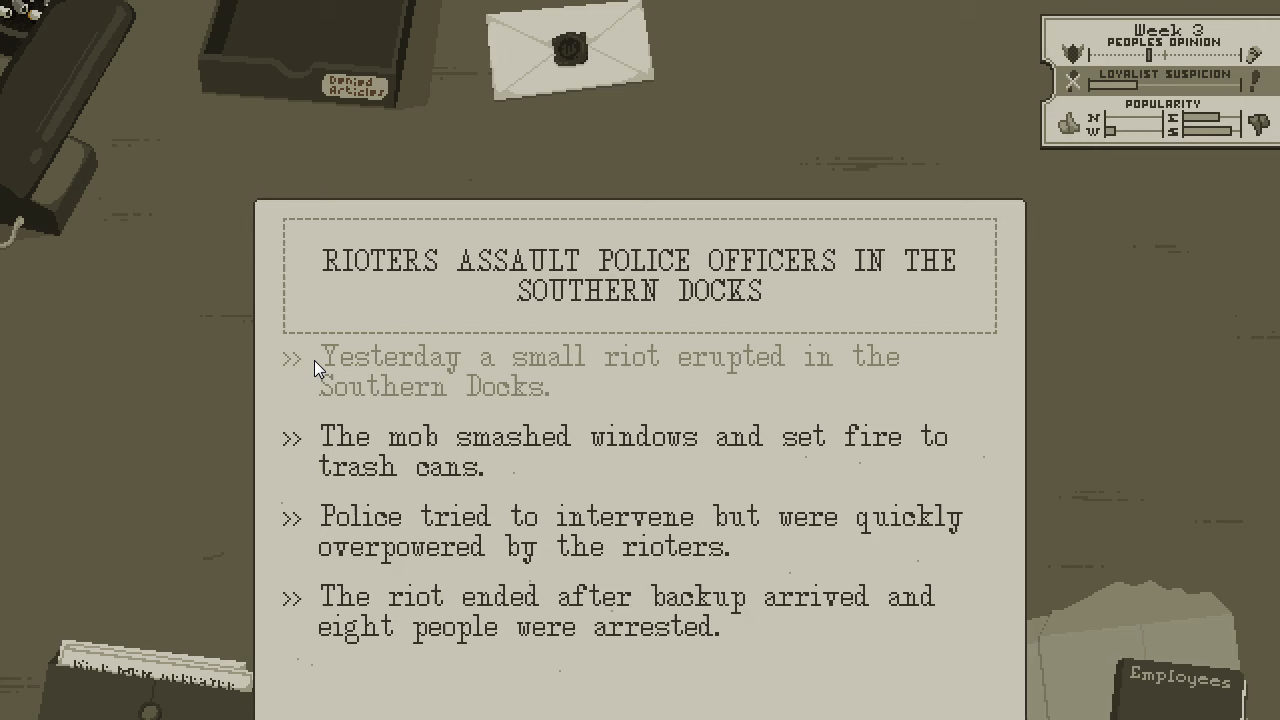 Denied
Articles
Week 3
PEOPLES OPINION
LOYALIST SUSPICION
POPULARITY
N
E
W
S
RIOTERS ASSAULT POLICE OFFICERS IN THE
SOUTHERN DOCKS
>> Yesterday a small riot erupted in the
Southern Docks.
>> The mob smashed windows and set fire to
trash cans.
>> Police tried to intervene but were quickly
overpowered by the rioters.
>> The riot ended after backup arrived and
eight people were arrested.
Employees